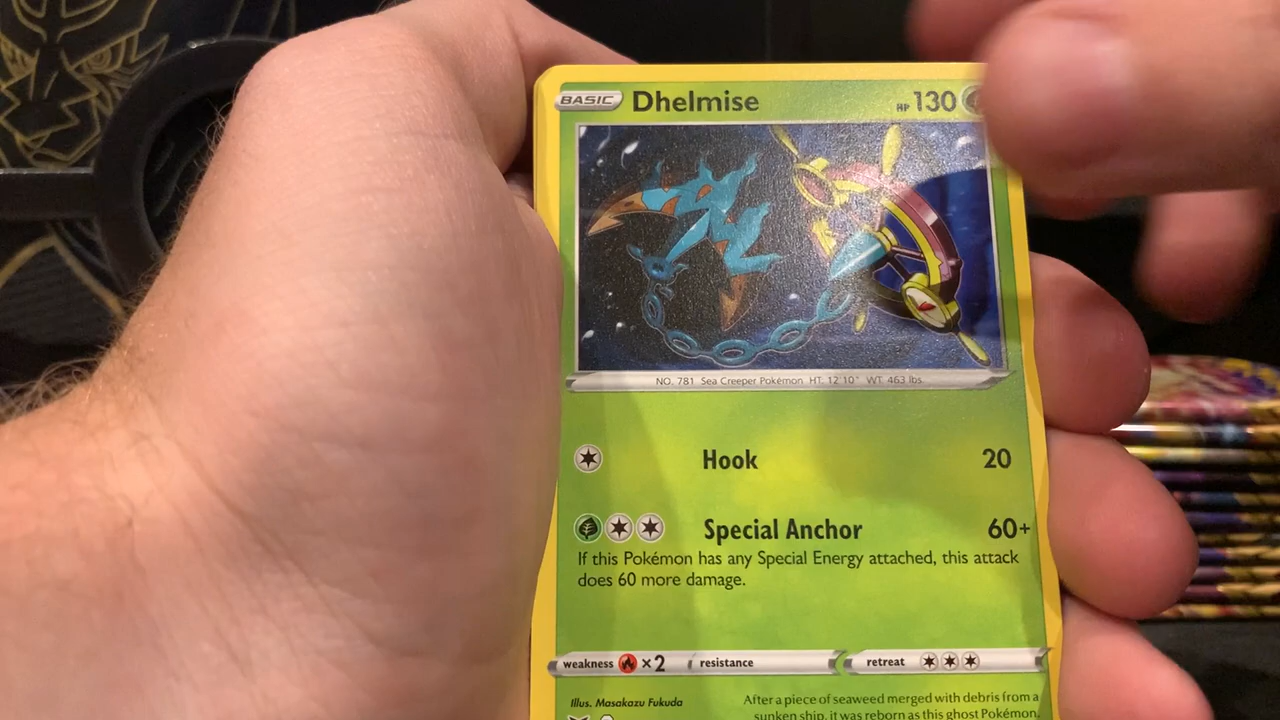 BASIC Dhelmise HP 130
NO. 781 Sea Creeper Pokémon HT: 12'10" WT: 463 lbs.
Hook 20
Special Anchor 60+
If this Pokémon has any Special Energy attached, this attack
does 60 more damage.
weakness ×2 resistance retreat
Illus. Masakazu Fukuda
After a piece of seaweed merged with debris from a
sunken ship, it was reborn as this ghost Pokémon.